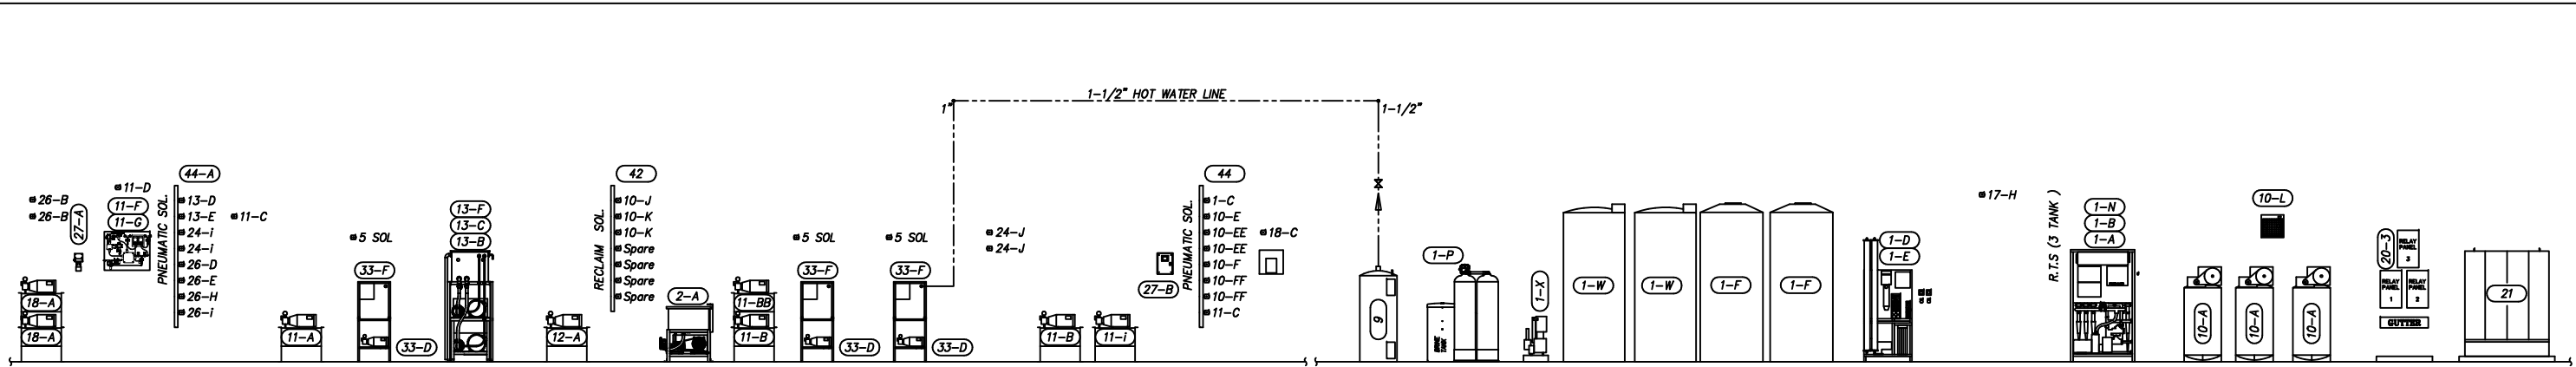 1-1/2" HOT WATER LINE
1"
1-1/2"
26-B
26-B
27-A
11-D
11-F
11-G
PNEUMATIC SOL.
44-A
13-D
13-E
24-i
24-i
26-D
26-E
26-H
26-i
11-C
18-A
18-A
11-A
5 SOL
33-F
33-D
13-F
13-C
13-B
12-A
RECLAIM SOL.
42
10-J
10-K
10-K
Spare
Spare
Spare
Spare
2-A
11-BB
11-B
5 SOL
33-F
33-D
5 SOL
33-F
33-D
24-J
24-J
11-B
11-i
27-B
PNEUMATIC SOL.
44
1-C
10-E
10-EE
10-EE
10-F
10-FF
10-FF
11-C
18-C
9
1-P
BRINE
TANK
1-X
1-W
1-W
1-F
1-F
1-D
1-E
17-H
R.T.S (3 TANK )
1-N
1-B
1-A
10-L
10-A
10-A
10-A
20-3
RELAY
PANEL
3
RELAY
PANEL
1
RELAY
PANEL
2
GUTTER
21